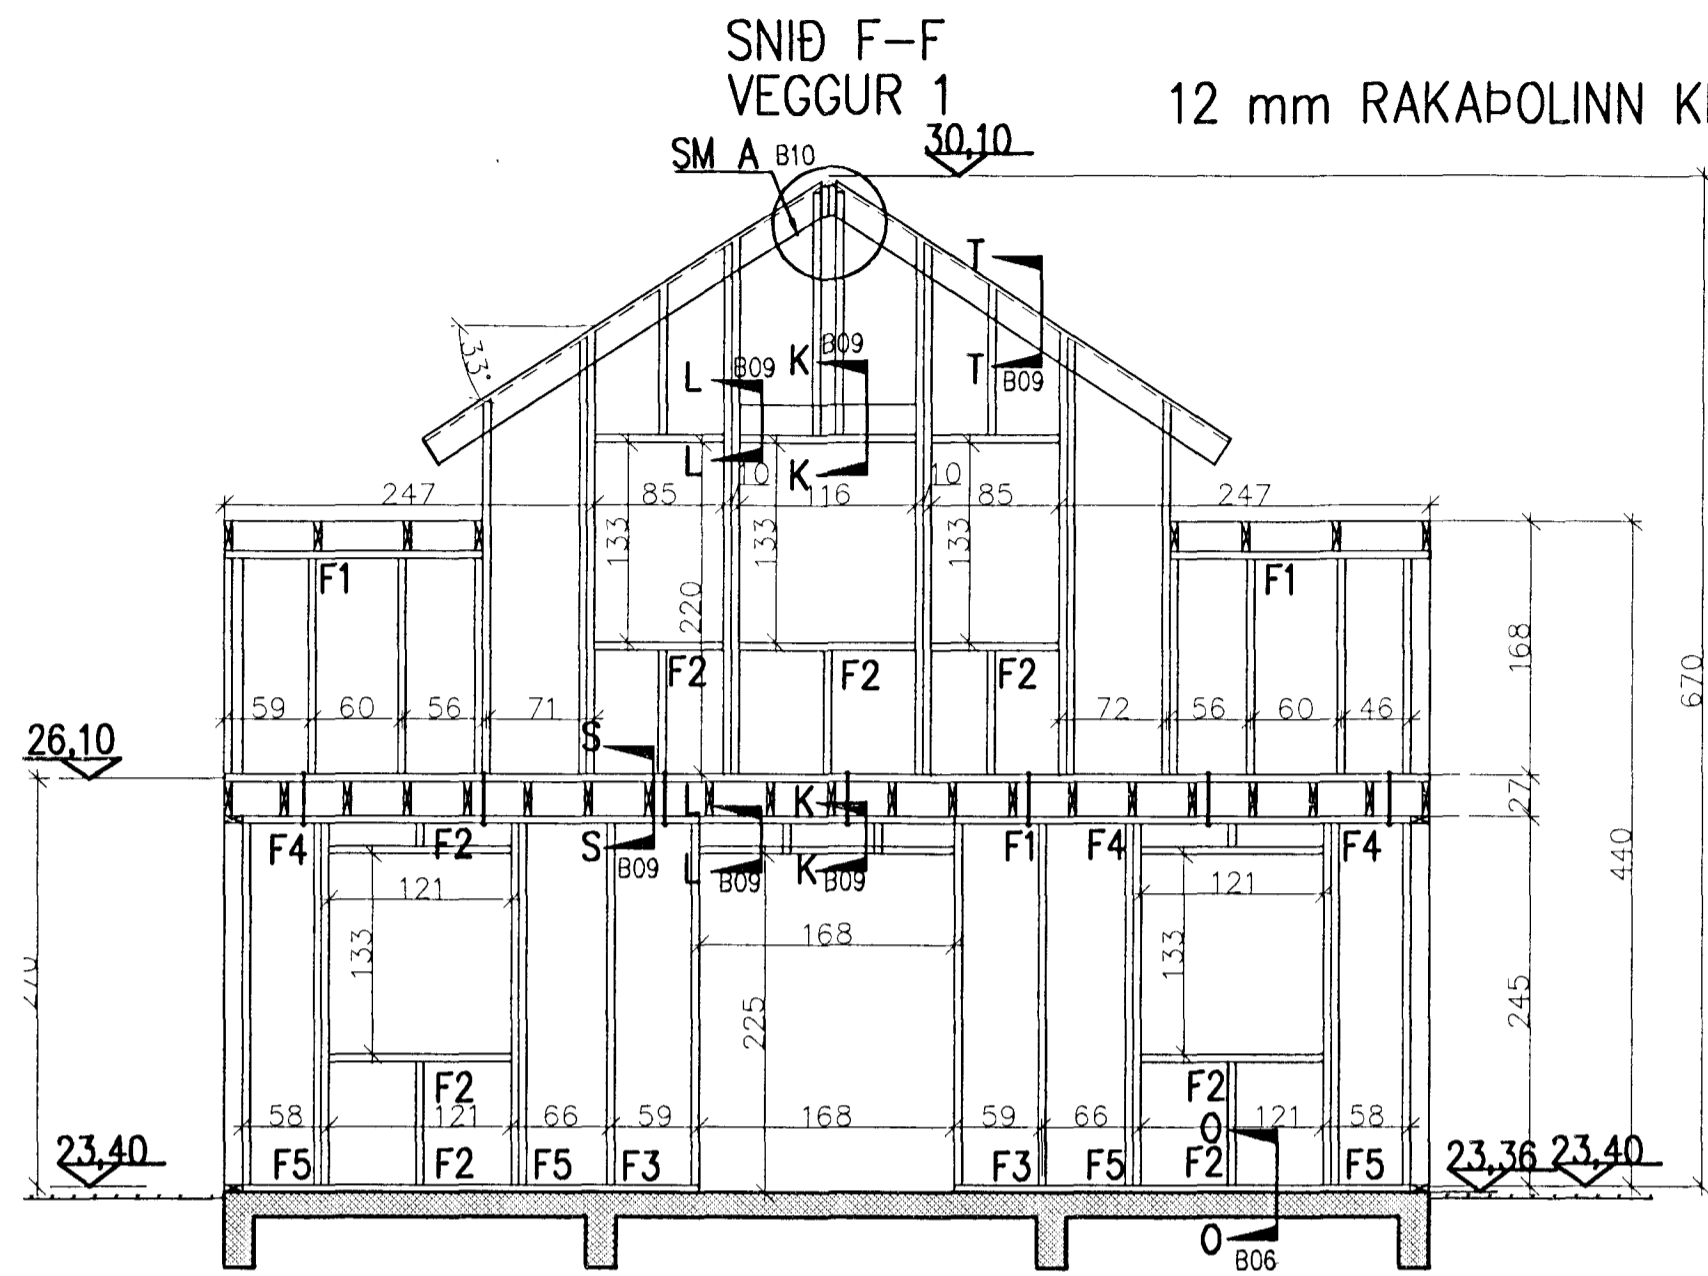 SNIÐ F-F
VEGGUR 1
12 mm RAKAÞOLINN
30,10
SM A B10
T
33°
B09
B09
K
L
T
B09
L
K
10
10
247
85
116
85
247
133
133
133
F1
F1
220
168
670
F2
F2
F2
59
60
56
71
72
56
60
46
26,10
S
27
L
K
F4
F2
S
B09
L
B09
K
B09
F1
F4
F4
440
121
121
133
168
133
270
225
245
F2
F2
58
121
66
59
168
59
66
121
58
O
23,40
F5
F2
F5
F3
F3
F5
F2
F5
23,36
23,40
O
B06